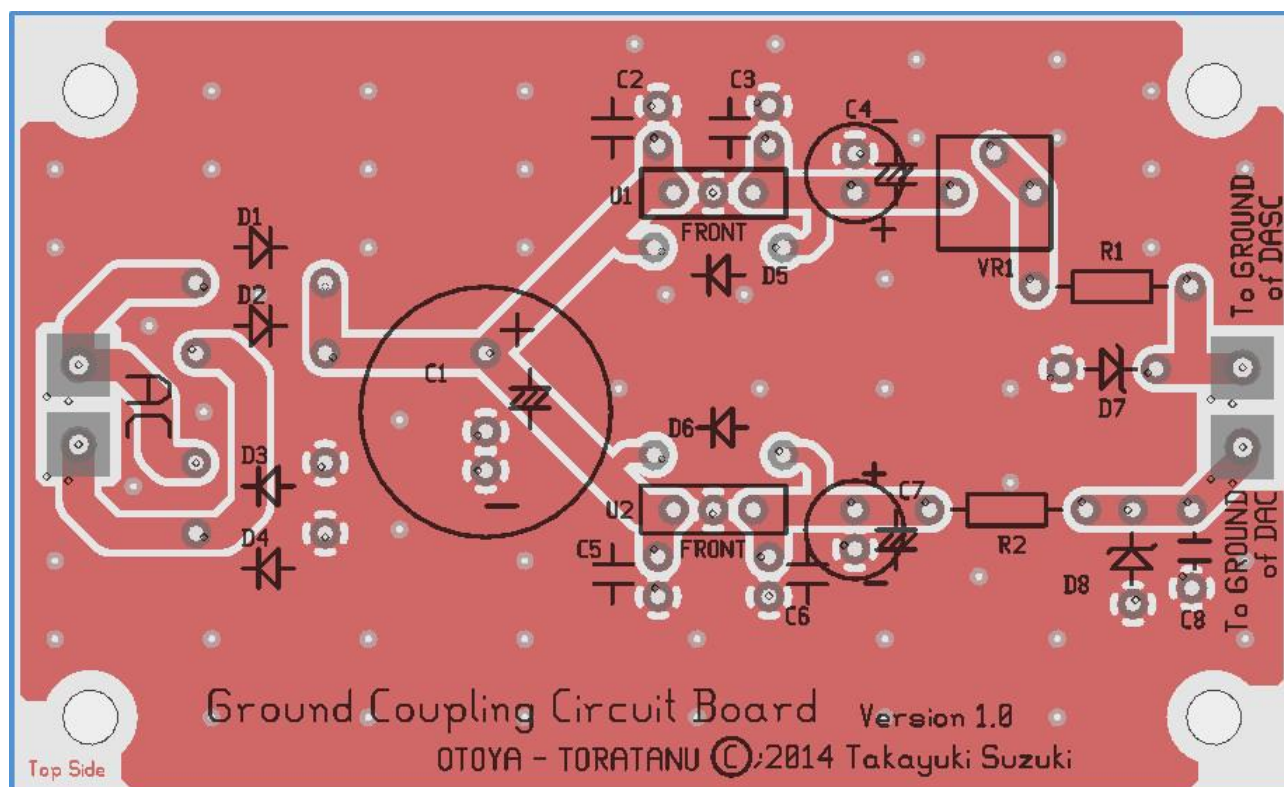 C2
C3
C4
U1
FRONT
D1
D5
VR1
R1
To GROUND
of DASC
D2
C1
D7
AC
D6
D3
U2
FRONT
C7
D4
C5
C6
R2
D8
C8
To GROUND
of DAC
Ground Coupling Circuit Board Version 1.0
OTOYA - TORATANU Ⓒ,2014 Takayuki Suzuki
Top Side